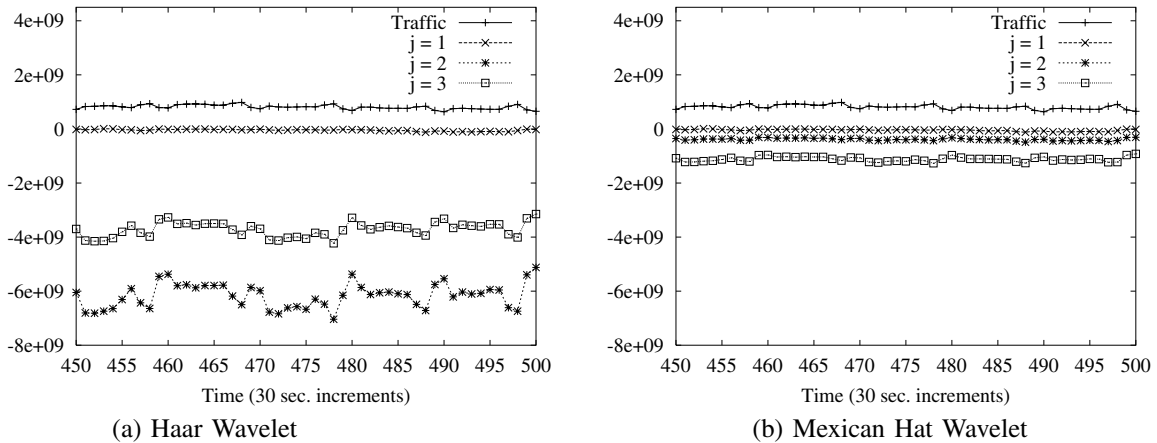 4e+09
2e+09
0
-2e+09
-4e+09
-6e+09
-8e+09
Traffic
j = 1
j = 2
j = 3
450 455 460 465 470 475 480 485 490 495 500
Time (30 sec. increments)
(a) Haar Wavelet
4e+09
2e+09
0
-2e+09
-4e+09
-6e+09
-8e+09
Traffic
j = 1
j = 2
j = 3
450 455 460 465 470 475 480 485 490 495 500
Time (30 sec. increments)
(b) Mexican Hat Wavelet